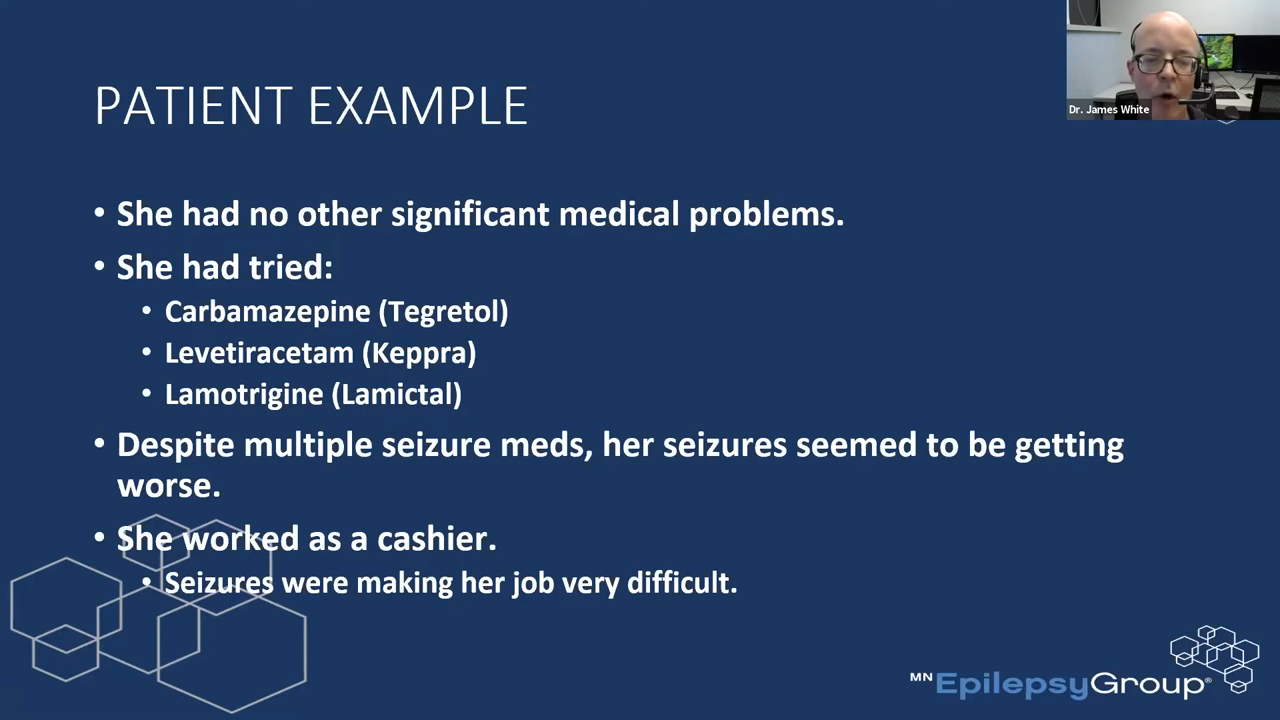 Dr. James White
PATIENT EXAMPLE
• She had no other significant medical problems.
• She had tried:
• Carbamazepine (Tegretol)
• Levetiracetam (Keppra)
• Lamotrigine (Lamictal)
• Despite multiple seizure meds, her seizures seemed to be getting
worse.
• She worked as a cashier.
• Seizures were making her job very difficult.
MN EpilepsyGroup®